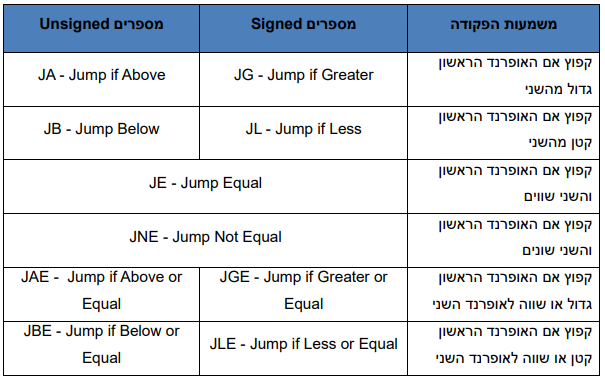 משמעות הפקודה
מספרים Signed
מספרים Unsigned
קפוץ אם האופרנד הראשון
גדול מהשני
JG - Jump if Greater
JA - Jump if Above
קפוץ אם האופרנד הראשון
קטן מהשני
JL - Jump if Less
JB - Jump Below
קפוץ אם האופרנד הראשון
והשני שווים
JE - Jump Equal
קפוץ אם האופרנד הראשון
והשני שונים
JNE - Jump Not Equal
קפוץ אם האופרנד הראשון
גדול או שווה לאופרנד השני
JGE - Jump if Greater or
Equal
JAE - Jump if Above or
Equal
קפוץ אם האופרנד הראשון
קטן או שווה לאופרנד השני
JLE - Jump if Less or Equal
JBE - Jump if Below or
Equal